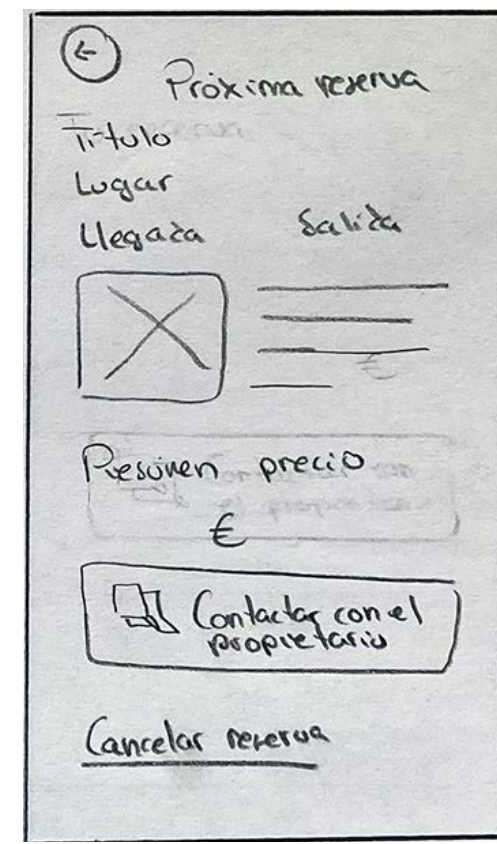 Próxima reserva
Título
Lugar
Llegada Salida
Resumen precio
€
Contactar con el
propietario
Cancelar reserva